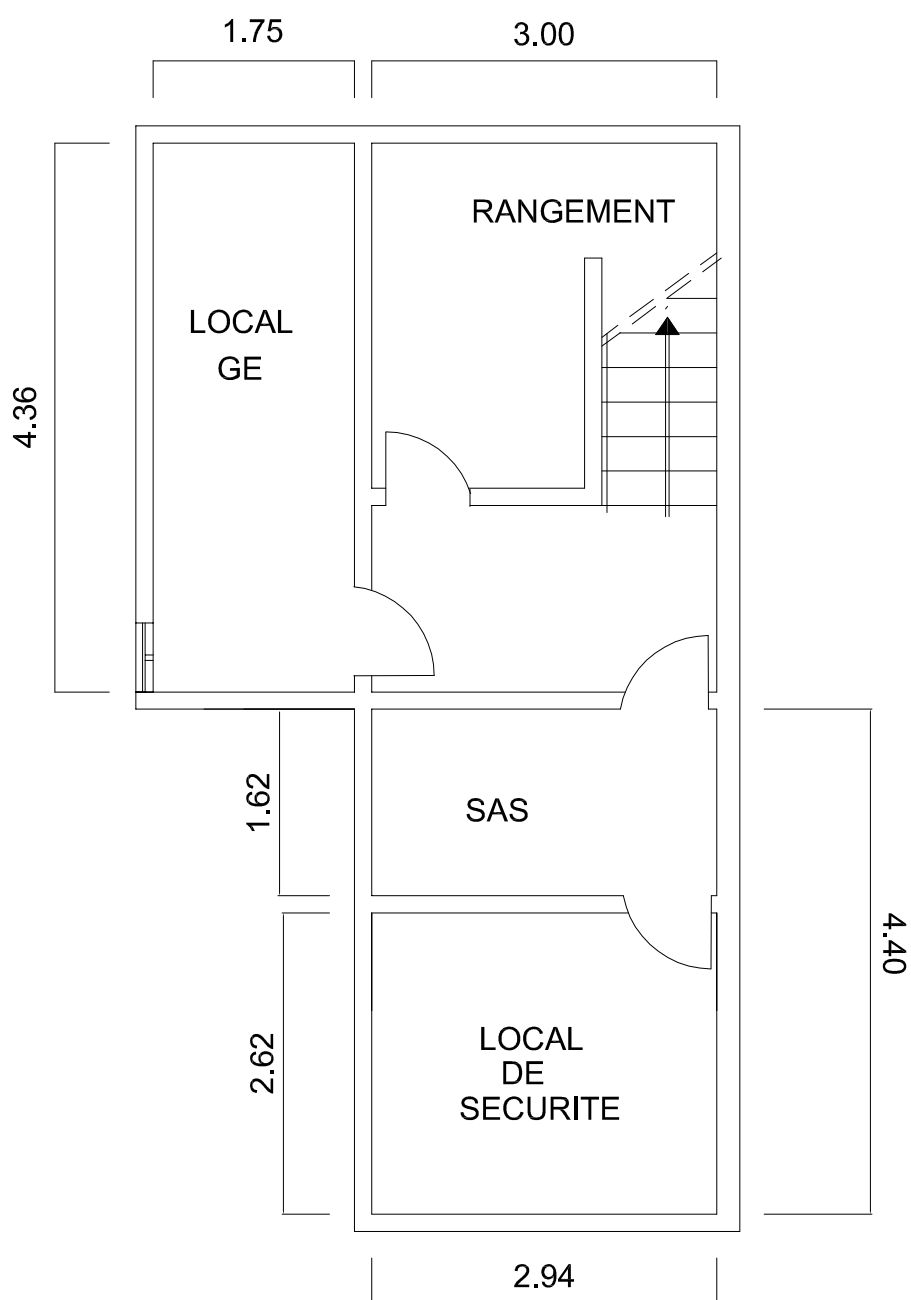 1.75
3.00
RANGEMENT
LOCAL
GE
4.36
1.62
SAS
4.40
2.62
LOCAL
DE
SECURITE
2.94